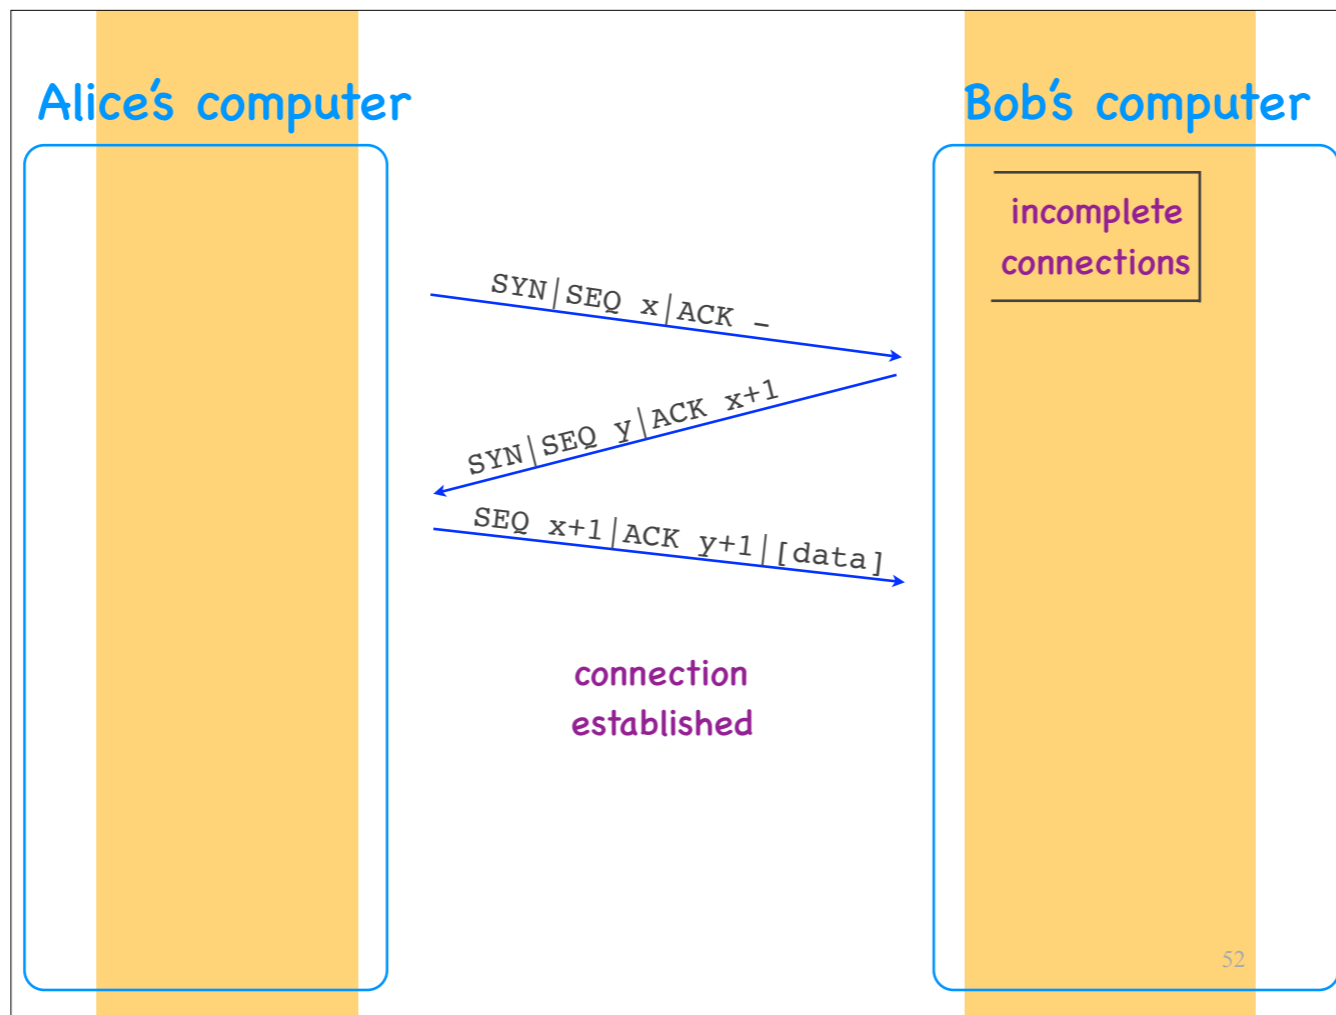 Alice's computer
Bob's computer
incomplete
connections
SYN|SEQ x|ACK -
SYN|SEQ y|ACK x+1
SEQ x+1|ACK y+1|[data]
connection
established
52